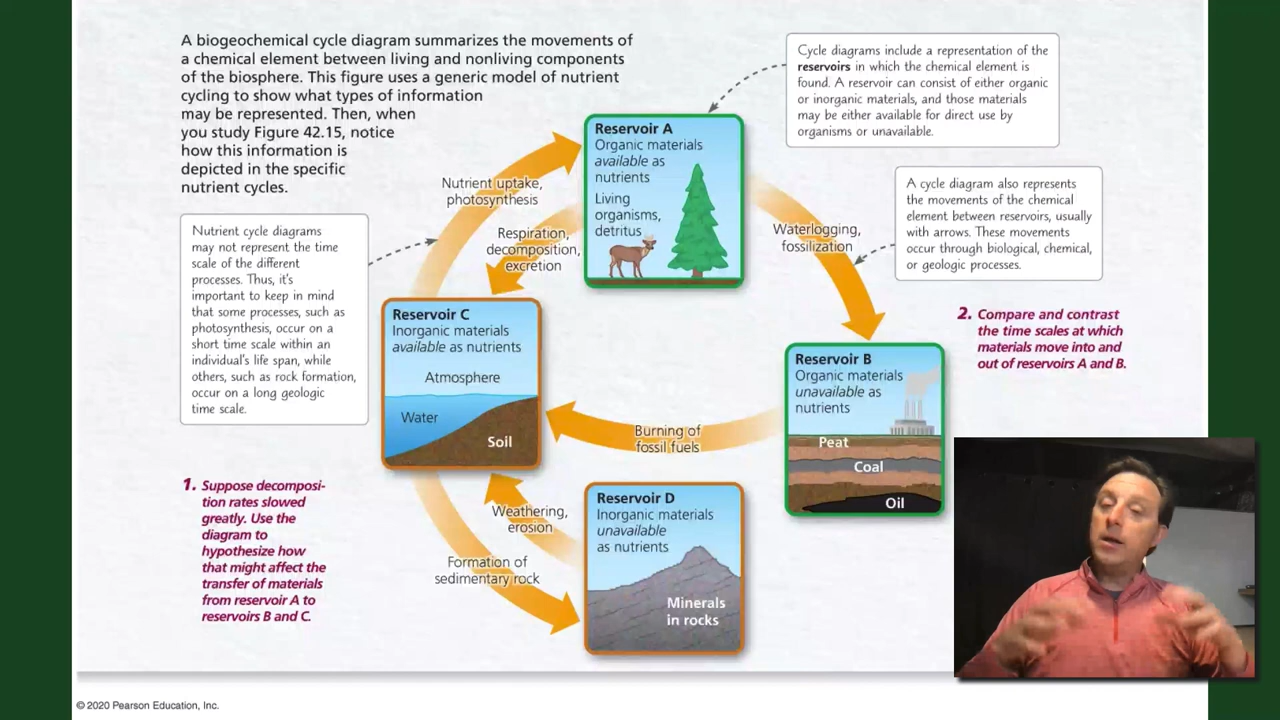 A biogeochemical cycle diagram summarizes the movements of
a chemical element between living and nonliving components
of the biosphere. This figure uses a generic model of nutrient
cycling to show what types of information
may be represented. Then, when
you study Figure 42.15, notice
how this information is
depicted in the specific
nutrient cycles.
Cycle diagrams include a representation of the
reservoirs in which the chemical element is
found. A reservoir can consist of either organic
or inorganic materials, and those materials
may be either available for direct use by
organisms or unavailable.
Reservoir A
Organic materials
available as
nutrients
Living
organisms,
detritus
Nutrient uptake,
photosynthesis
Respiration,
decomposition,
excretion
Waterlogging,
fossilization
A cycle diagram also represents
the movements of the chemical
element between reservoirs, usually
with arrows. These movements
occur through biological, chemical,
or geologic processes.
Nutrient cycle diagrams
may not represent the time
scale of the different
processes. Thus, it's
important to keep in mind
that some processes, such as
photosynthesis, occur on a
short time scale within an
individual's life span, while
others, such as rock formation,
occur on a long geologic
time scale.
Reservoir C
Inorganic materials
available as nutrients
Atmosphere
Water
Soil
2. Compare and contrast
the time scales at which
materials move into and
out of reservoirs A and B.
Reservoir B
Organic materials
unavailable as
nutrients
Peat
Coal
Oil
Burning of
fossil fuels
1. Suppose decomposi-
tion rates slowed
greatly. Use the
diagram to
hypothesize how
that might affect the
transfer of materials
from reservoir A to
reservoirs B and C.
Weathering,
erosion
Formation of
sedimentary rock
Reservoir D
Inorganic materials
unavailable
as nutrients
Minerals
in rocks
© 2020 Pearson Education, Inc.